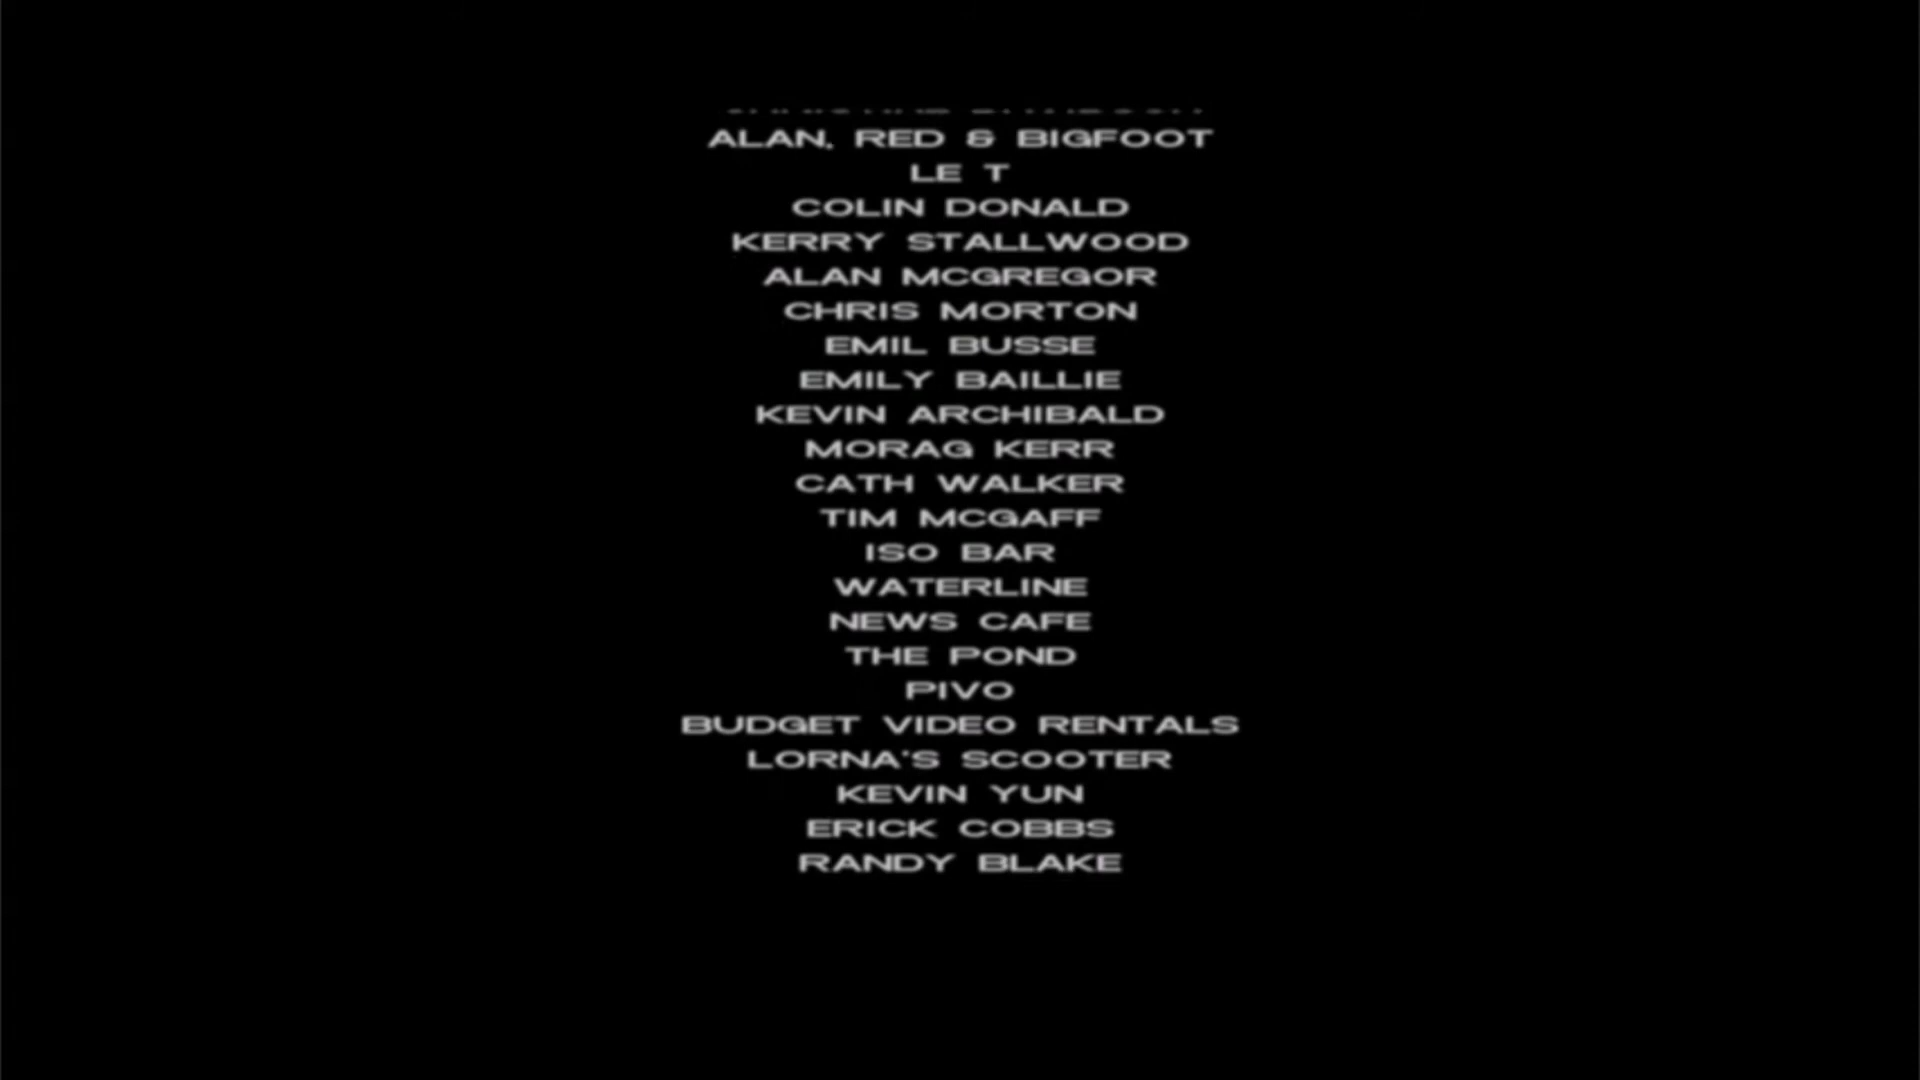 ALAN, RED & BIGFOOT
LE T
COLIN DONALD
KERRY STALLWOOD
ALAN MCGREGOR
CHRIS MORTON
EMIL BUSSE
EMILY BAILLIE
KEVIN ARCHIBALD
MORAG KERR
CATH WALKER
TIM MCGAFF
ISO BAR
WATERLINE
NEWS CAFE
THE POND
PIVO
BUDGET VIDEO RENTALS
LORNA'S SCOOTER
KEVIN YUN
ERICK COBBS
RANDY BLAKE